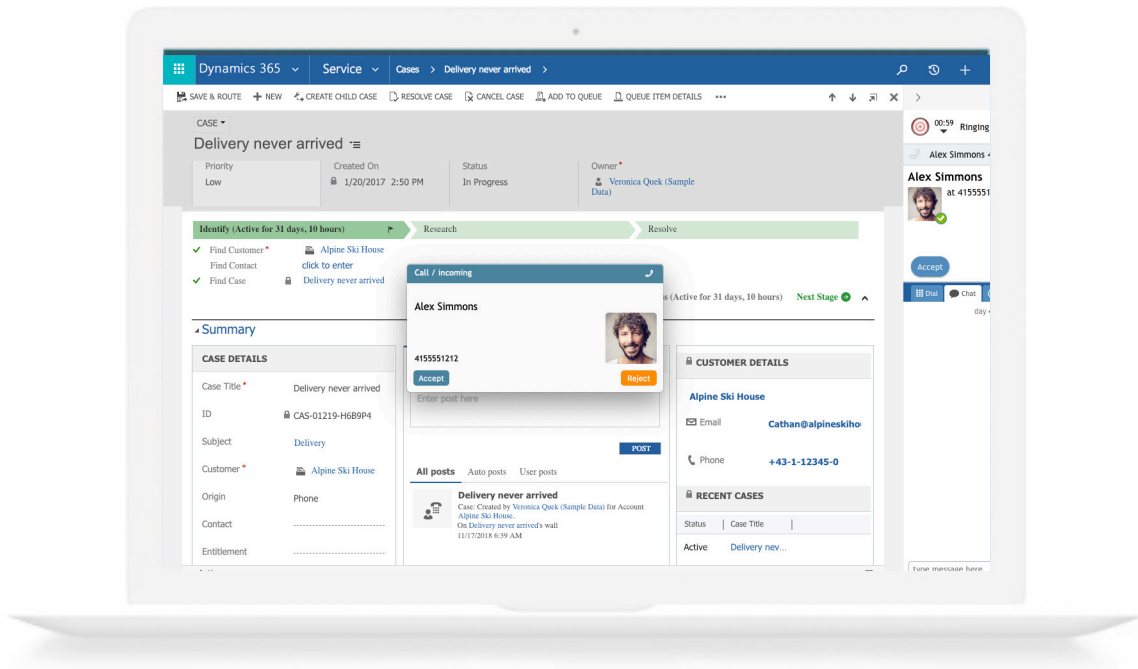 Dynamics 365 Service Cases > Delivery never arrived >
SAVE & ROUTE + NEW CREATE CHILD CASE RESOLVE CASE CANCEL CASE ADD TO QUEUE QUEUE ITEM DETAILS •••
CASE
Delivery never arrived
Priority Created On Status Owner*
Low 1/20/2017 2:50 PM In Progress Veronica Quek (Sample
Data)
Identify (Active for 31 days, 10 hours) Research Resolve
Find Customer* Alpine Ski House
Find Contact click to enter
Find Case Delivery never arrived
(Active for 31 days, 10 hours) Next Stage
Call / incoming
Alex Simmons
4155551212
Accept Reject
Summary
CASE DETAILS
Case Title* Delivery never arrived
ID CAS-01219-H6B9P4
Subject Delivery
Customer* Alpine Ski House
Origin Phone
Contact
Entitlement
Enter post here
POST
All posts Auto posts User posts
Delivery never arrived
Case: Created by Veronica Quek (Sample Data) for Account
Alpine Ski House.
On Delivery never arrived's wall
11/17/2018 6:39 AM
CUSTOMER DETAILS
Alpine Ski House
Email Cathan@alpineskiho
Phone +43-1-12345-0
RECENT CASES
Status | Case Title |
Active Delivery nev...
00:59 Ringing
Alex Simmons
Alex Simmons
at 4155551
Accept
Dial Chat
day
type message here